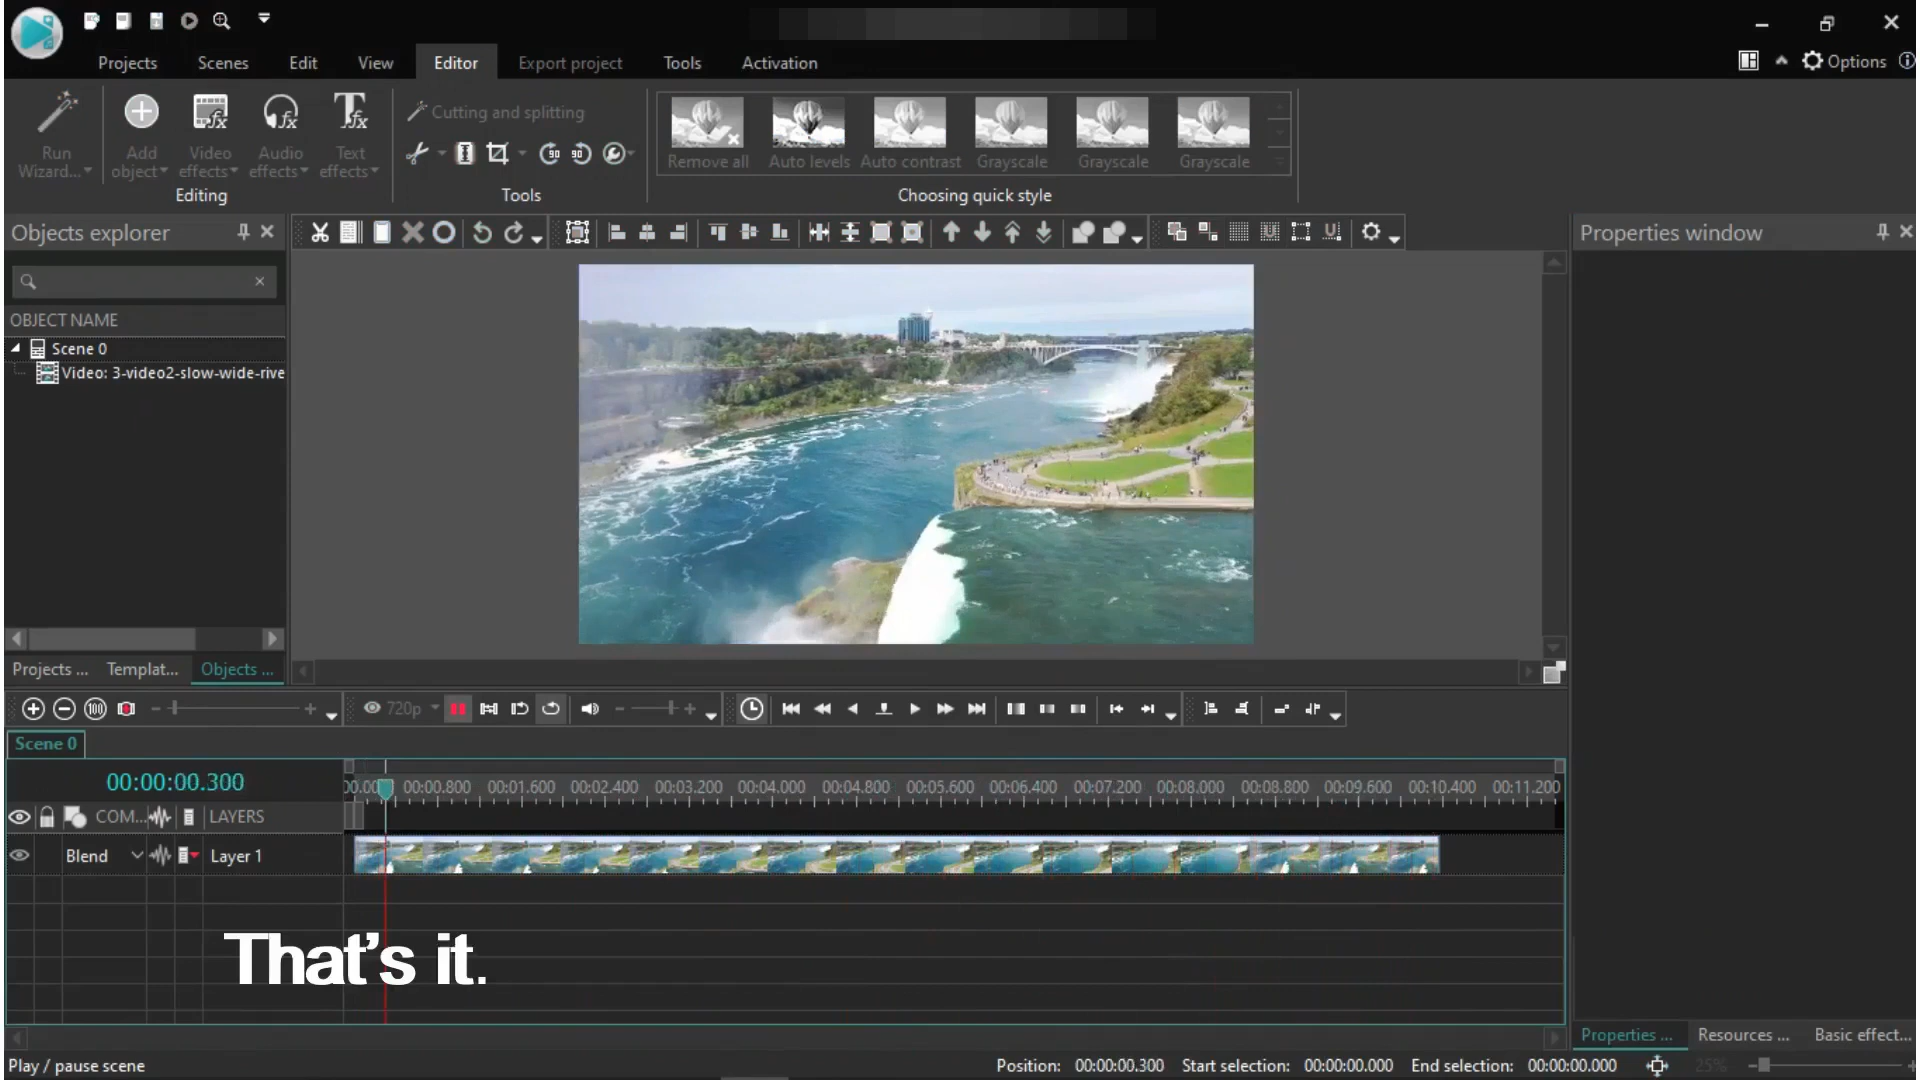 Projects Scenes Edit View Editor Export project Tools Activation Options
Run Wizard...
Add object
Video effects
Audio effects
Text effects
Editing
Cutting and splitting
90 90
Tools
Remove all Auto levels Auto contrast Grayscale Grayscale Grayscale
Choosing quick style
Objects explorer
OBJECT NAME
Scene 0
Video: 3-video2-slow-wide-rive
Projects ... Templat... Objects ...
Properties window
100 720p
Scene 0
00:00:00.300
00:00.800 00:01.600 00:02.400 00:03.200 00:04.000 00:04.800 00:05.600 00:06.400 00:07.200 00:08.000 00:08.800 00:09.600 00:10.400 00:11.200
COM... LAYERS
Blend Layer 1
That's it.
Properties ... Resources ... Basic effect...
Play / pause scene
Position: 00:00:00.300 Start selection: 00:00:00.000 End selection: 00:00:00.000 25%